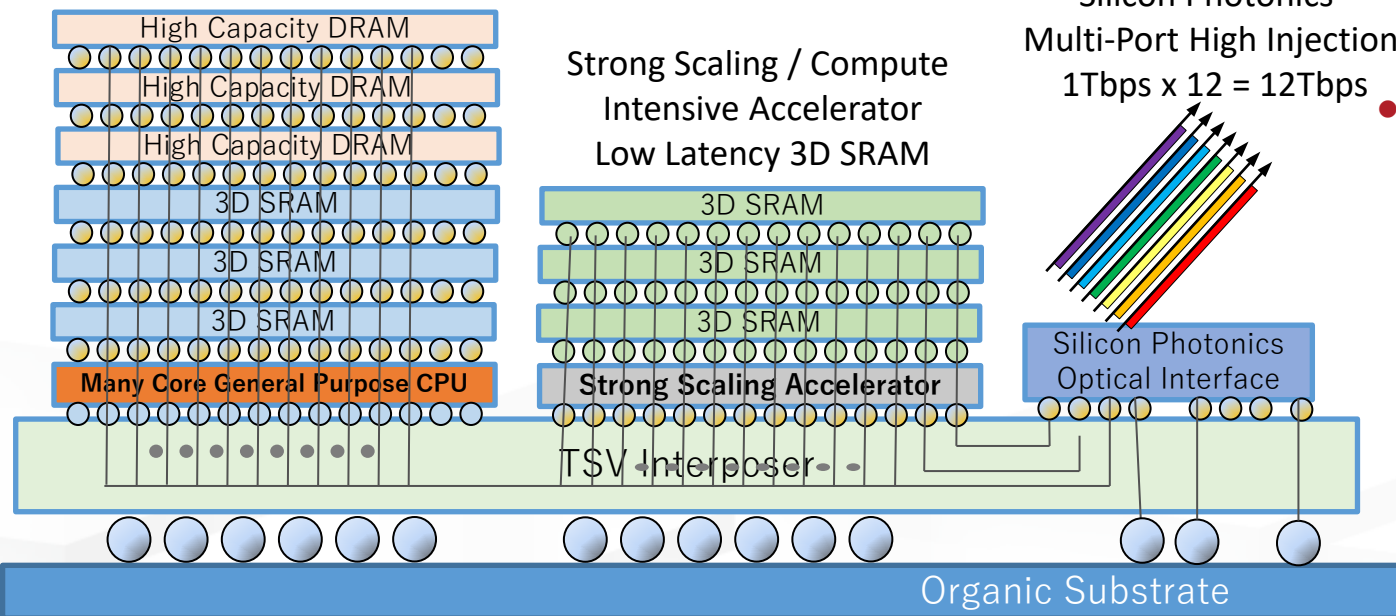 High Capacity DRAM
High Capacity DRAM
High Capacity DRAM
3D SRAM
3D SRAM
3D SRAM
Many Core General Purpose CPU
Strong Scaling / Compute
Intensive Accelerator
Low Latency 3D SRAM
3D SRAM
3D SRAM
3D SRAM
Strong Scaling Accelerator
Silicon Photonics
Multi-Port High Injection
1Tbps x 12 = 12Tbps
Silicon Photonics
Optical Interface
TSV Interposer
Organic Substrate